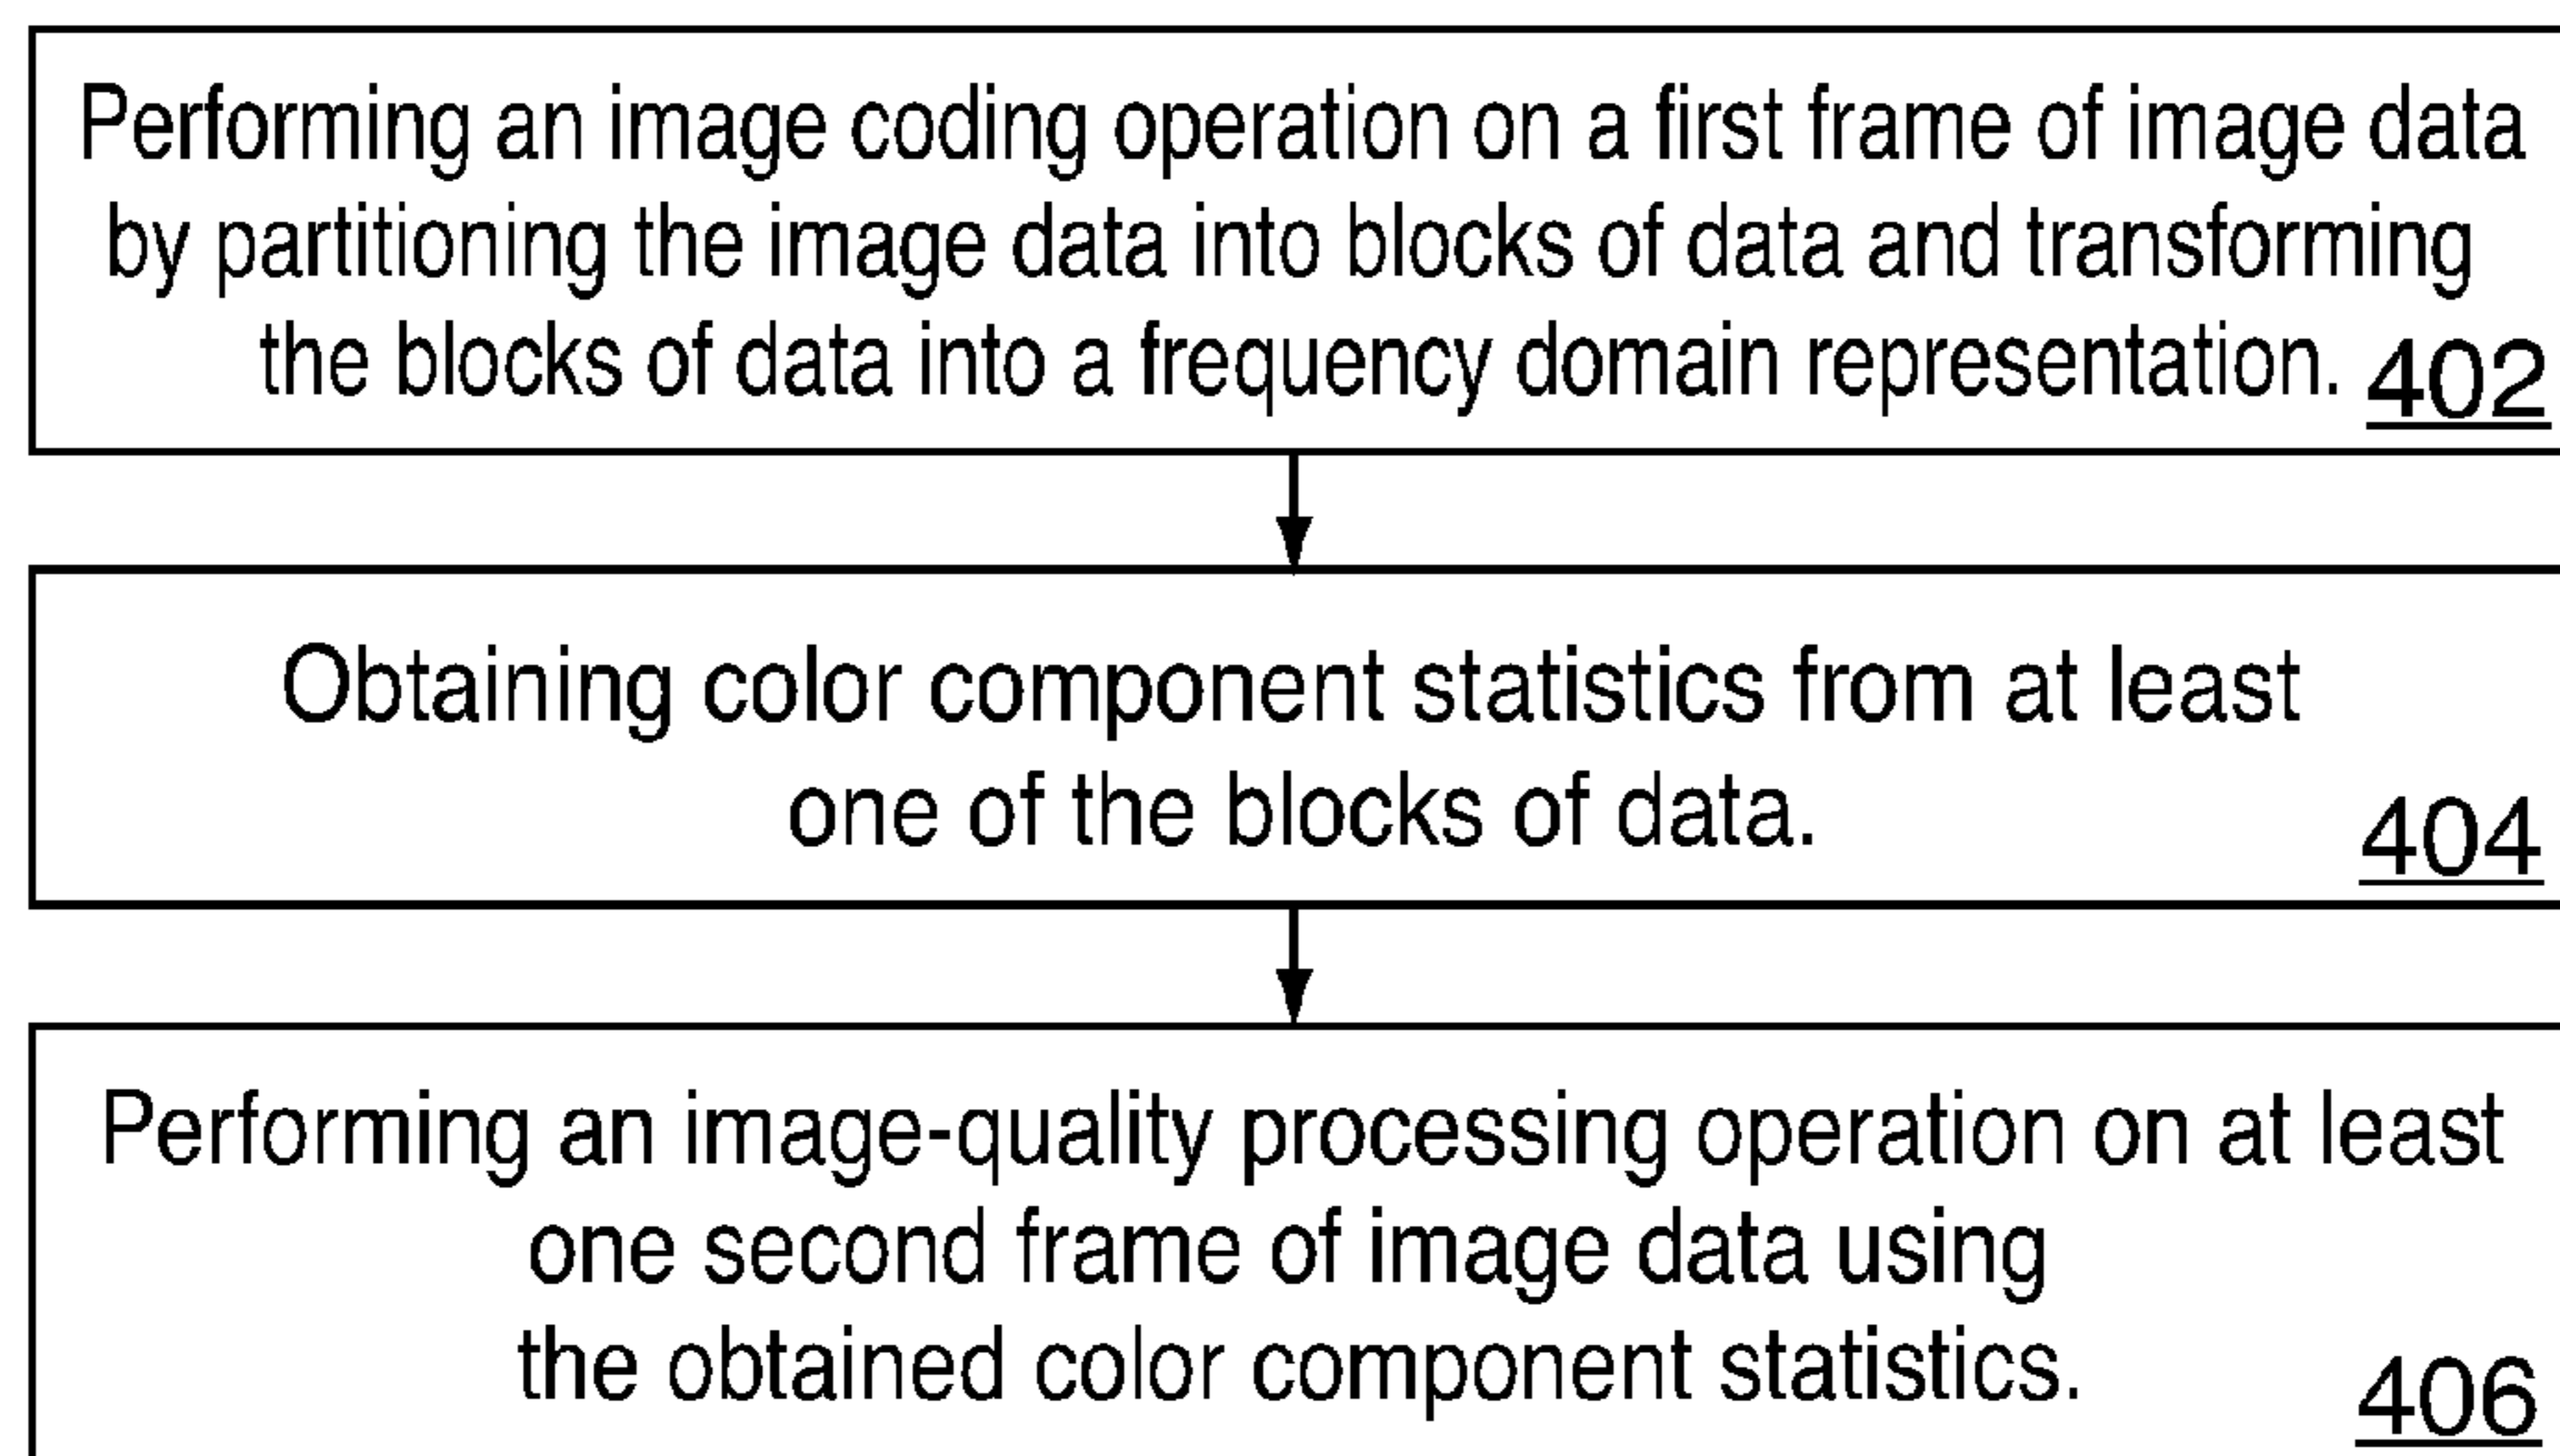 Performing an image coding operation on a first frame of image data
by partitioning the image data into blocks of data and transforming
the blocks of data into a frequency domain representation. 402
Obtaining color component statistics from at least
one of the blocks of data.
404
Performing an image-quality processing operation on at least
one second frame of image data using
the obtained color component statistics.
406